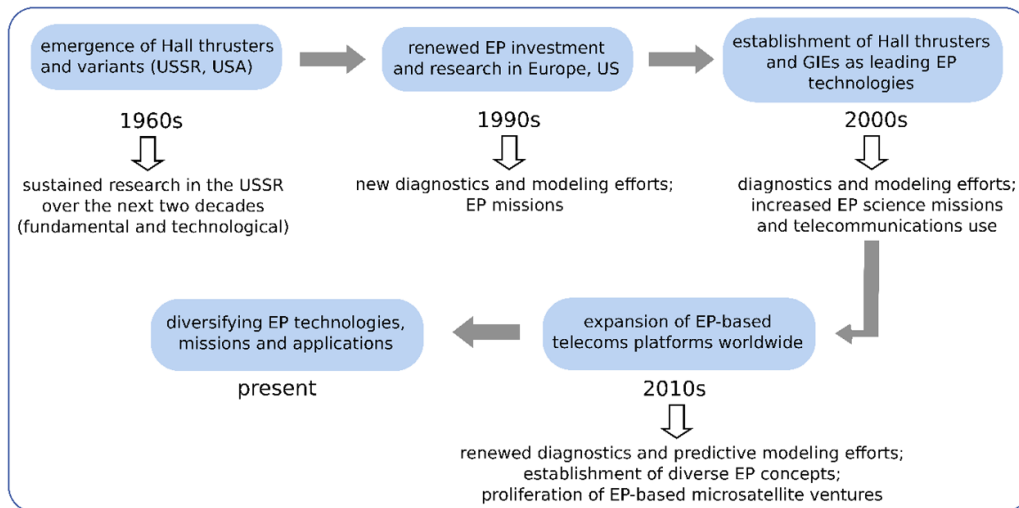 emergence of Hall thrusters
and variants (USSR, USA)
1960s
sustained research in the USSR
over the next two decades
(fundamental and technological)
renewed EP investment
and research in Europe, US
1990s
new diagnostics and modeling efforts;
EP missions
establishment of Hall thrusters
and GIEs as leading EP
technologies
2000s
diagnostics and modeling efforts;
increased EP science missions
and telecommunications use
expansion of EP-based
telecoms platforms worldwide
2010s
renewed diagnostics and predictive modeling efforts;
establishment of diverse EP concepts;
proliferation of EP-based microsatellite ventures
diversifying EP technologies,
missions and applications
present